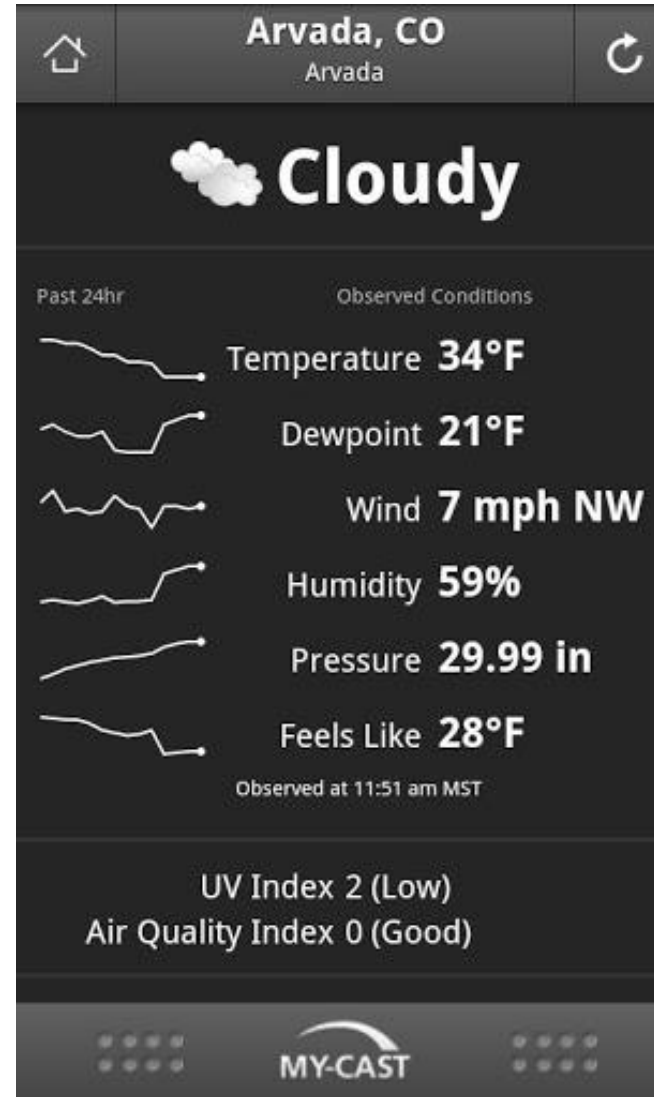 Arvada, CO
Arvada
Cloudy
Past 24hr Observed Conditions
Temperature 34°F
Dewpoint 21°F
Wind 7 mph NW
Humidity 59%
Pressure 29.99 in
Feels Like 28°F
Observed at 11:51 am MST
UV Index 2 (Low)
Air Quality Index 0 (Good)
MY-CAST